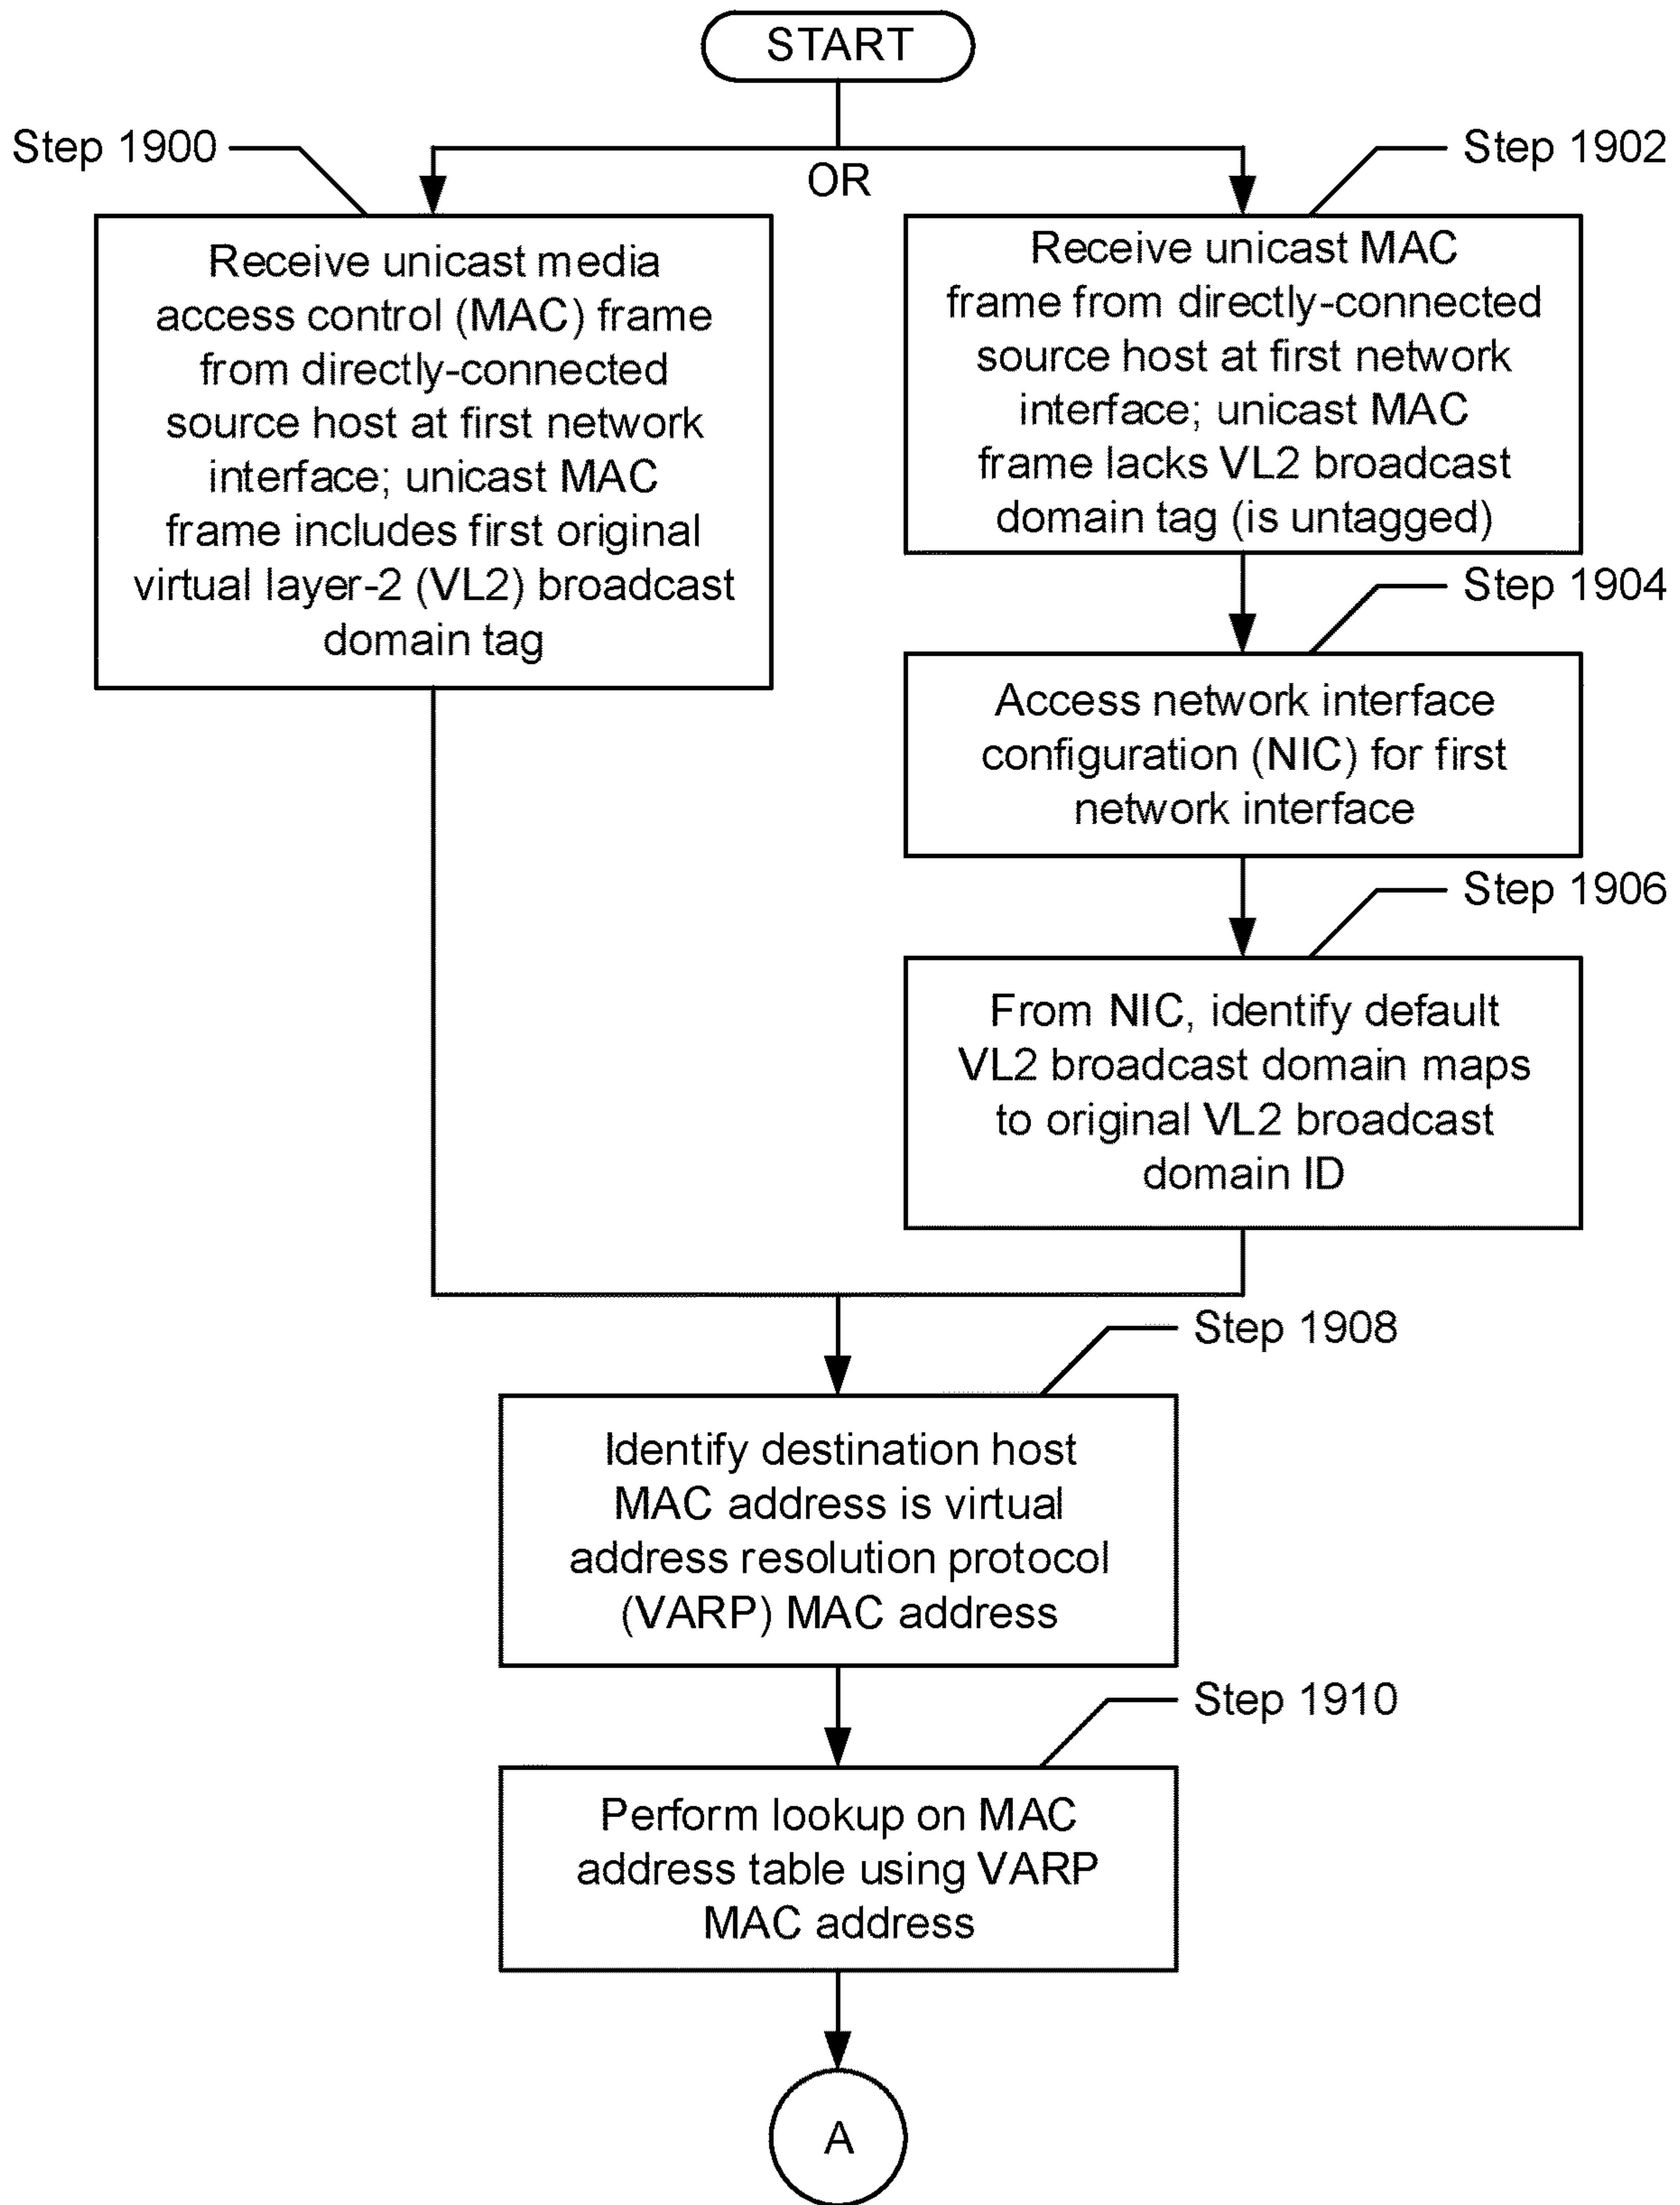 START
Step 1900
OR
Step 1902
Receive unicast media
access control (MAC) frame
from directly-connected
source host at first network
interface; unicast MAC
frame includes first original
virtual layer-2 (VL2) broadcast
domain tag
Receive unicast MAC
frame from directly-connected
source host at first network
interface; unicast MAC
frame lacks VL2 broadcast
domain tag (is untagged)
Step 1904
Access network interface
configuration (NIC) for first
network interface
Step 1906
From NIC, identify default
VL2 broadcast domain maps
to original VL2 broadcast
domain ID
Step 1908
Identify destination host
MAC address is virtual
address resolution protocol
(VARP) MAC address
Step 1910
Perform lookup on MAC
address table using VARP
MAC address
A